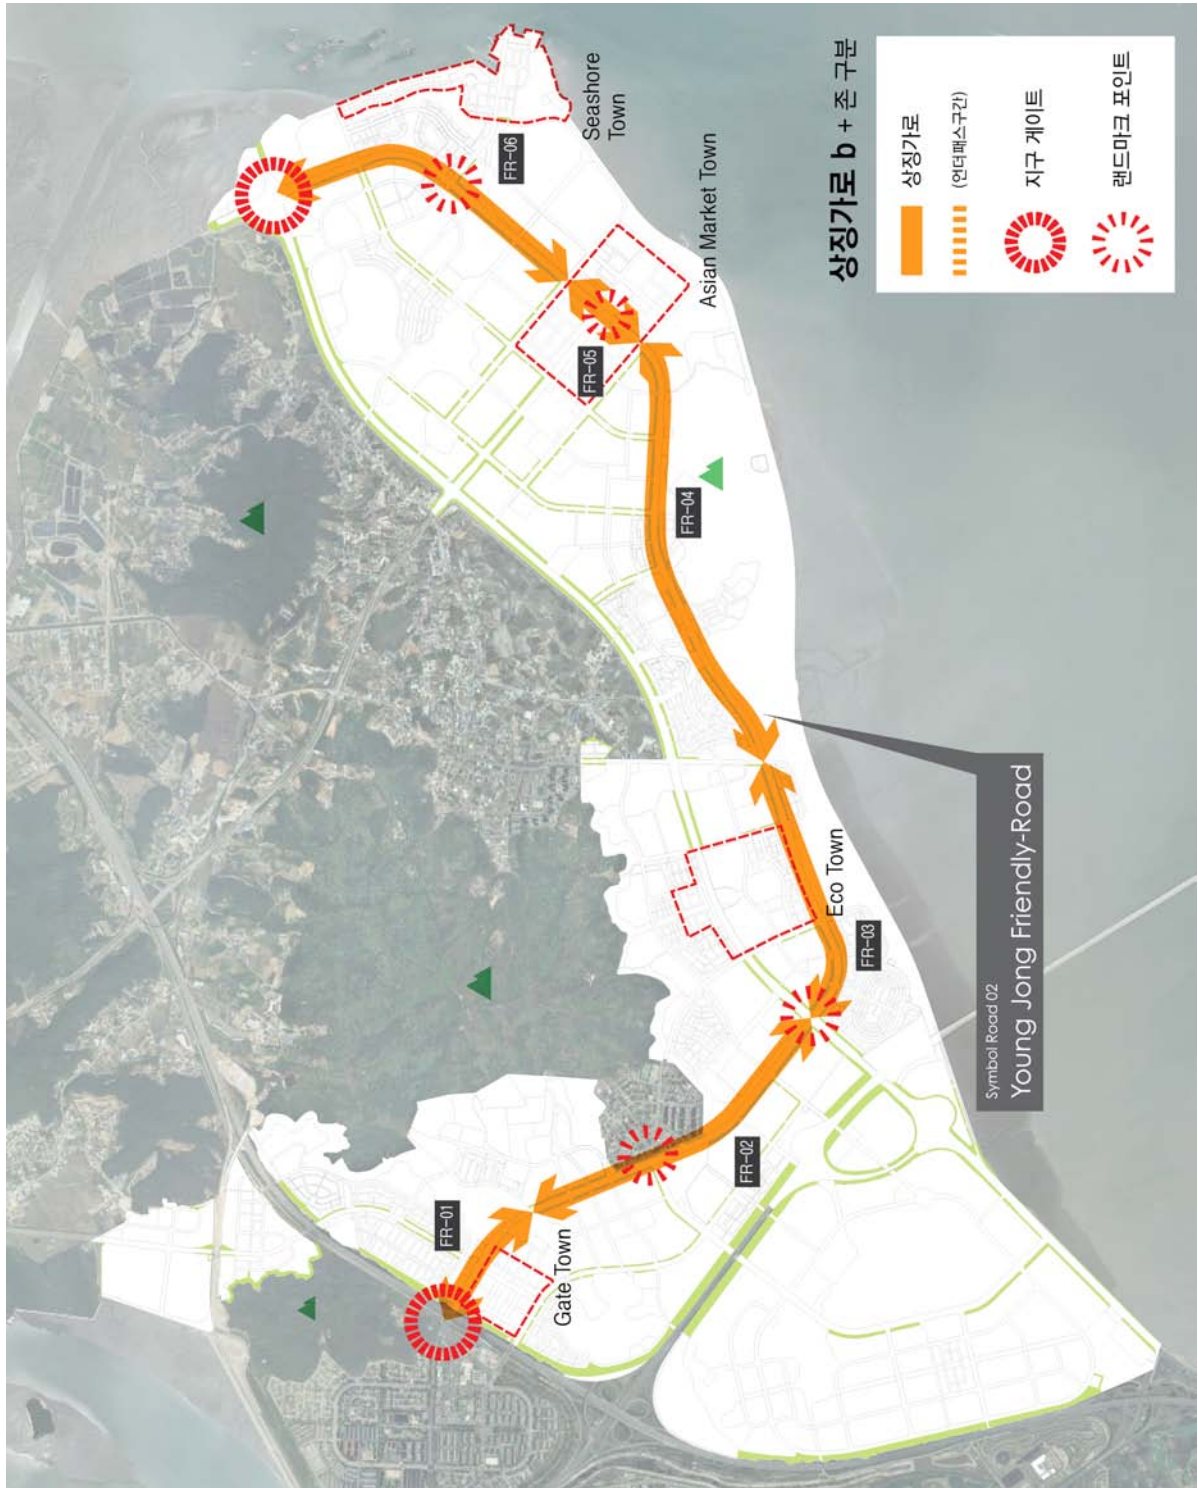 상징가로 b + 존 구분
상징가로
(언더패스구간)
지구 게이트
랜드마크 포인트
Seashore
Town
FR-06
Asian Market Town
FR-05
FR-04
Eco Town
FR-03
Symbol Road 02
Young Jong Friendly-Road
FR-02
FR-01
Gate Town